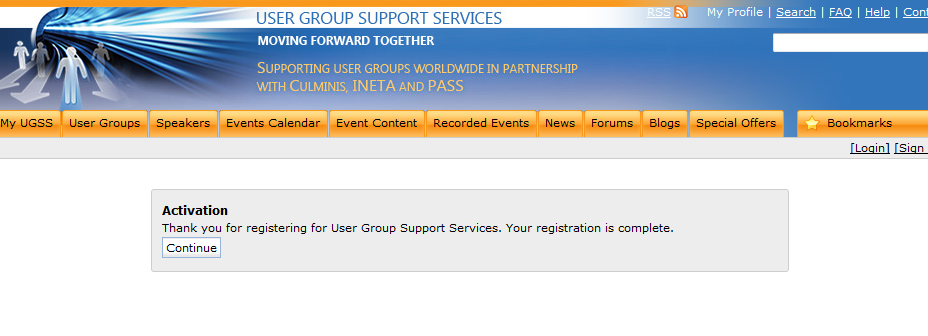 USER GROUP SUPPORT SERVICES
RSS My Profile | Search | FAQ | Help |
MOVING FORWARD TOGETHER
SUPPORTING USER GROUPS WORLDWIDE IN PARTNERSHIP
WITH CULMINIS, INETA AND PASS
My UGSS User Groups Speakers Events Calendar Event Content Recorded Events News Forums Blogs Special Offers Bookmarks
[Login] [Sign
Activation
Thank you for registering for User Group Support Services. Your registration is complete.
Continue